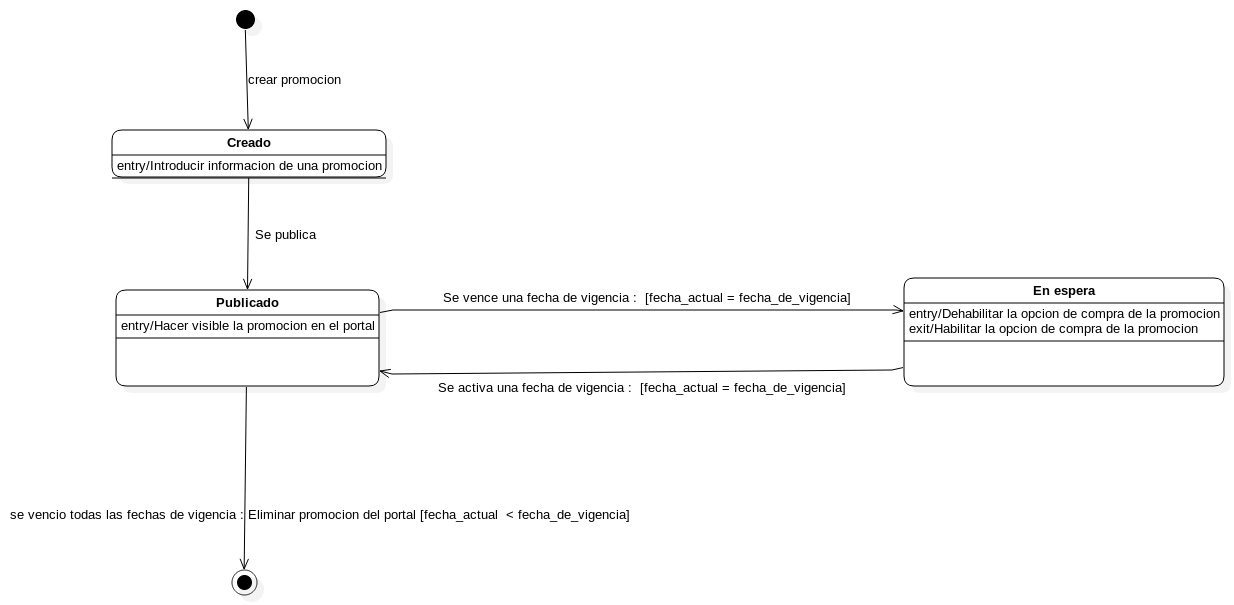 crear promocion
Creado
entry/Introducir informacion de una promocion
Se publica
Publicado
entry/Hacer visible la promocion en el portal
Se vence una fecha de vigencia :  [fecha_actual = fecha_de_vigencia]
En espera
entry/Dehabilitar la opcion de compra de la promocion
exit/Habilitar la opcion de compra de la promocion
Se activa una fecha de vigencia :  [fecha_actual = fecha_de_vigencia]
se vencio todas las fechas de vigencia : Eliminar promocion del portal [fecha_actual  < fecha_de_vigencia]